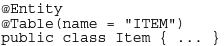 @Entity
@Table(name = "ITEM")
public class Item { ... }